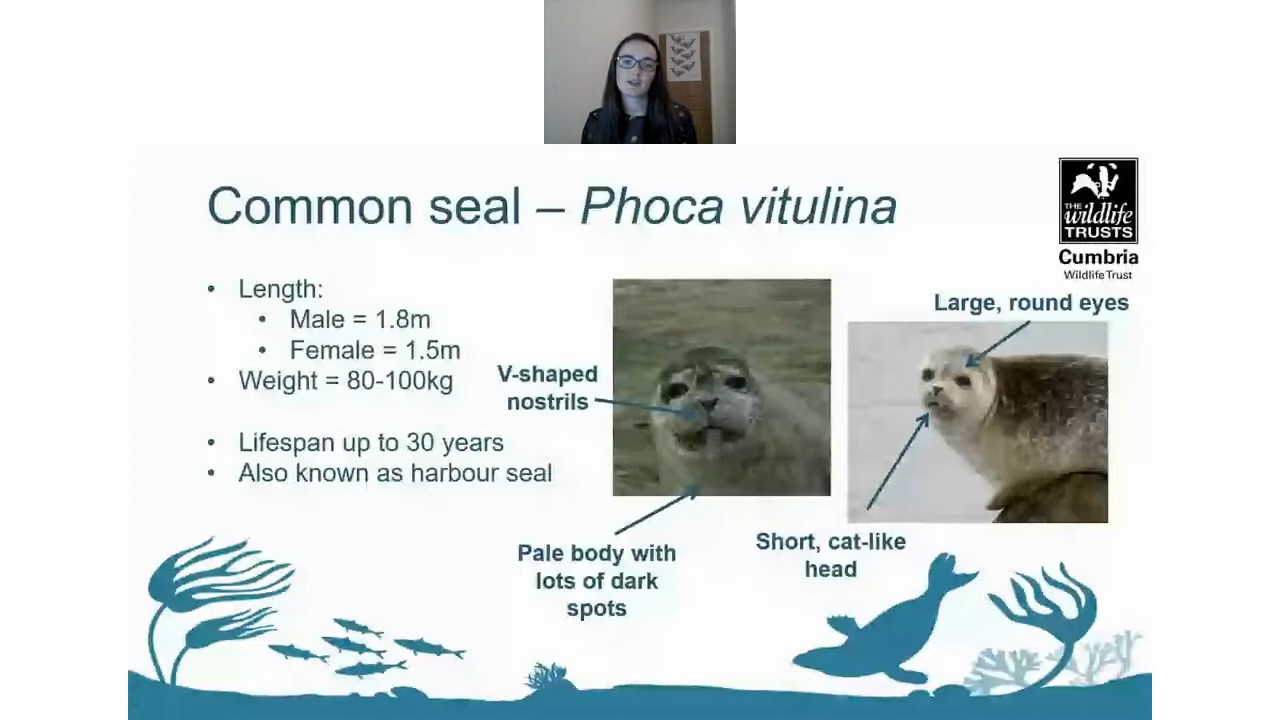 Common seal – Phoca vitulina
THE
wildlife
TRUSTS
Cumbria
Wildlife Trust
• Length:
• Male = 1.8m
• Female = 1.5m
• Weight = 80-100kg
• Lifespan up to 30 years
• Also known as harbour seal
V-shaped
nostrils
Large, round eyes
Pale body with
lots of dark
spots
Short, cat-like
head